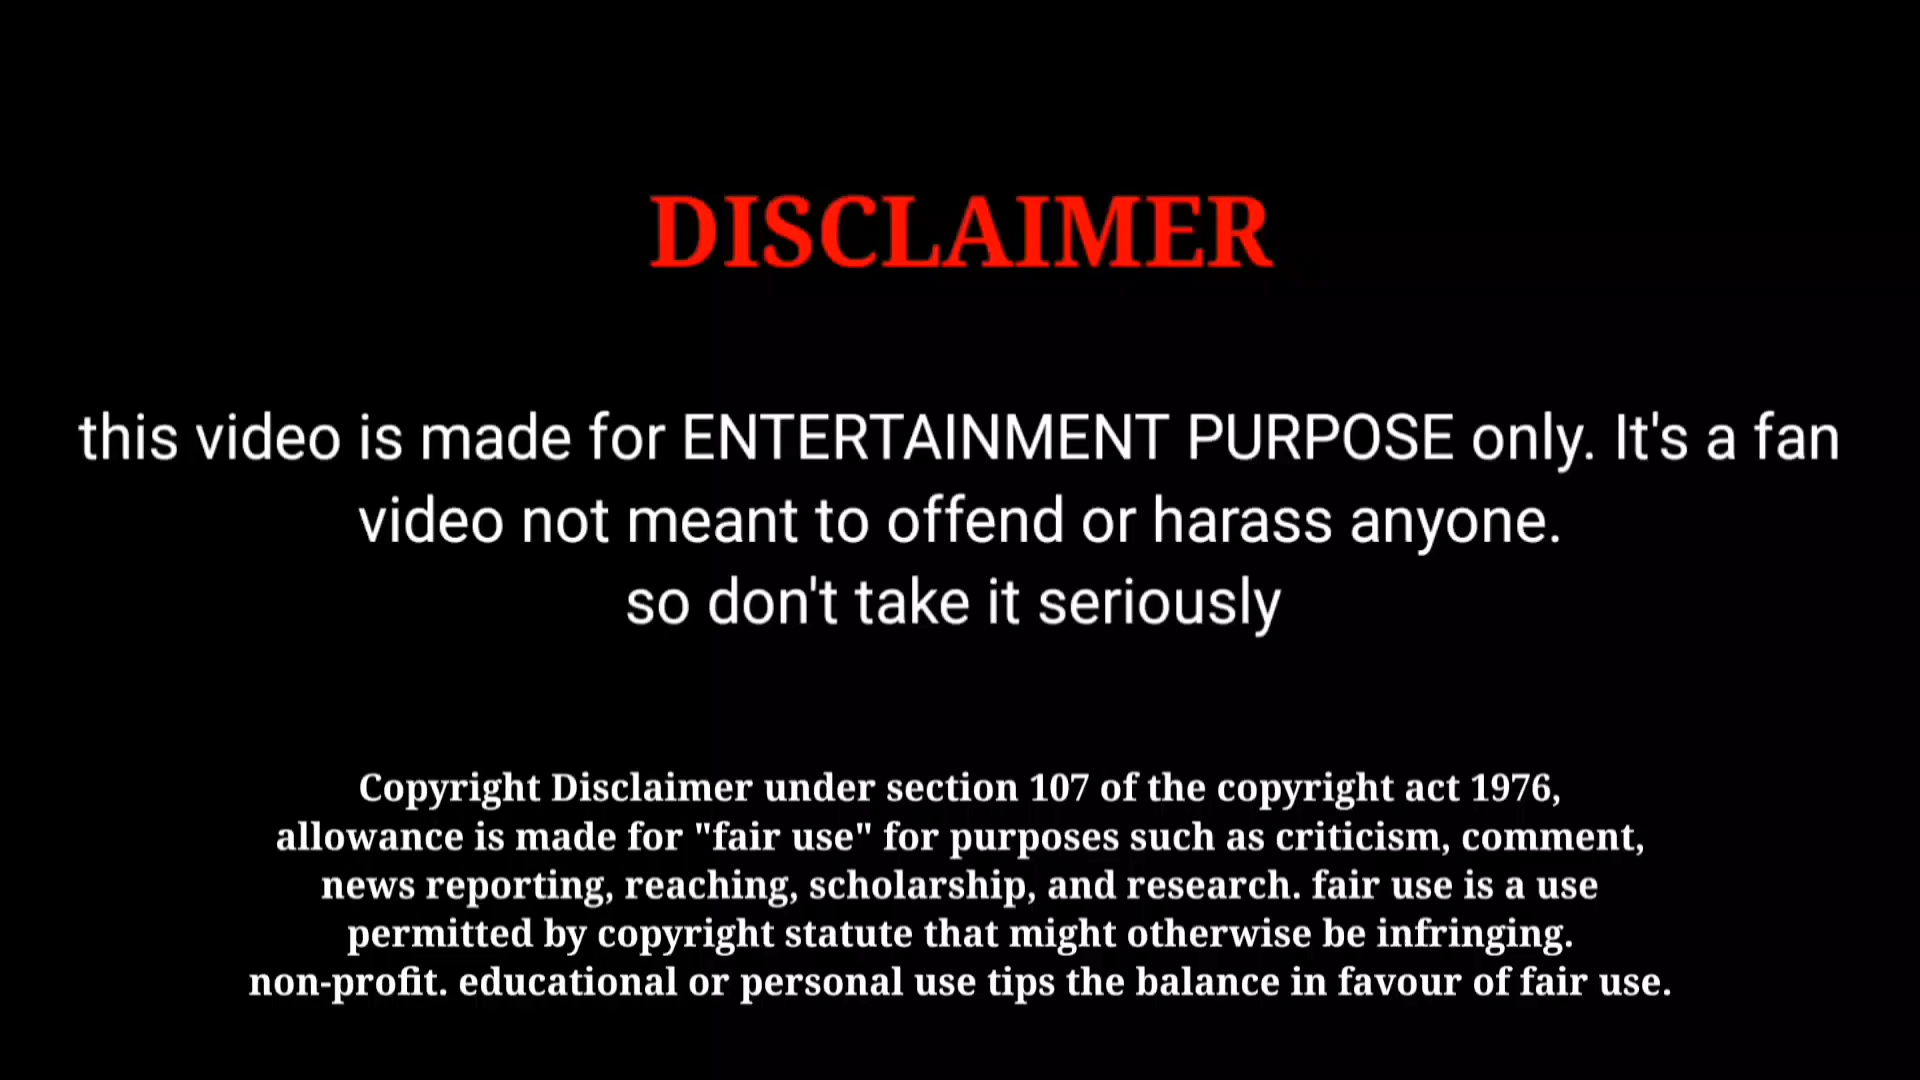 DISCLAIMER
this video is made for ENTERTAINMENT PURPOSE only. It's a fan
video not meant to offend or harass anyone.
so don't take it seriously
Copyright Disclaimer under section 107 of the copyright act 1976,
allowance is made for "fair use" for purposes such as criticism, comment,
news reporting, reaching, scholarship, and research. fair use is a use
permitted by copyright statute that might otherwise be infringing.
non-profit. educational or personal use tips the balance in favour of fair use.